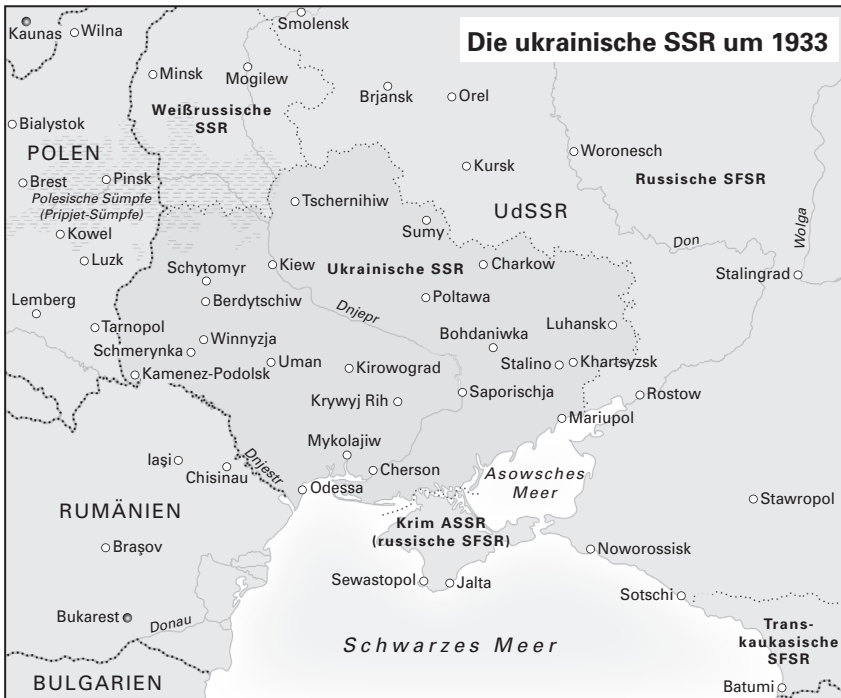 Die ukrainische SSR um 1933
Kaunas
Wilna
Smolensk
Minsk
Mogilew
Brjansk
Orel
Weißrussische
SSR
Bialystok
POLEN
Kursk
Woronesch
Russische SFSR
Brest
Pinsk
Polesische Sümpfe
(Pripjet-Sümpfe)
Tschernihiw
UdSSR
Sumy
Kowel
Luzk
Don
Wolga
Schytomyr
Kiew
Ukrainische SSR
Charkow
Stalingrad
Berdytschiw
Poltawa
Lemberg
Dnjepr
Tarnopol
Winnyzja
Bohdaniwka
Luhansk
Schmerynka
Uman
Kirowograd
Stalino
Khartsyzsk
Kamenez-Podolsk
Saporischja
Rostow
Krywyj Rih
Mariupol
Mykolajiw
Iaşi
Chisinau
Dnjestr
Cherson
Asowsches
Meer
Odessa
Stawropol
RUMÄNIEN
Krim ASSR
(russische SFSR)
Braşov
Noworossisk
Sewastopol
Jalta
Sotschi
Bukarest
Donau
Schwarzes Meer
Trans-
kaukasische
SFSR
BULGARIEN
Batumi